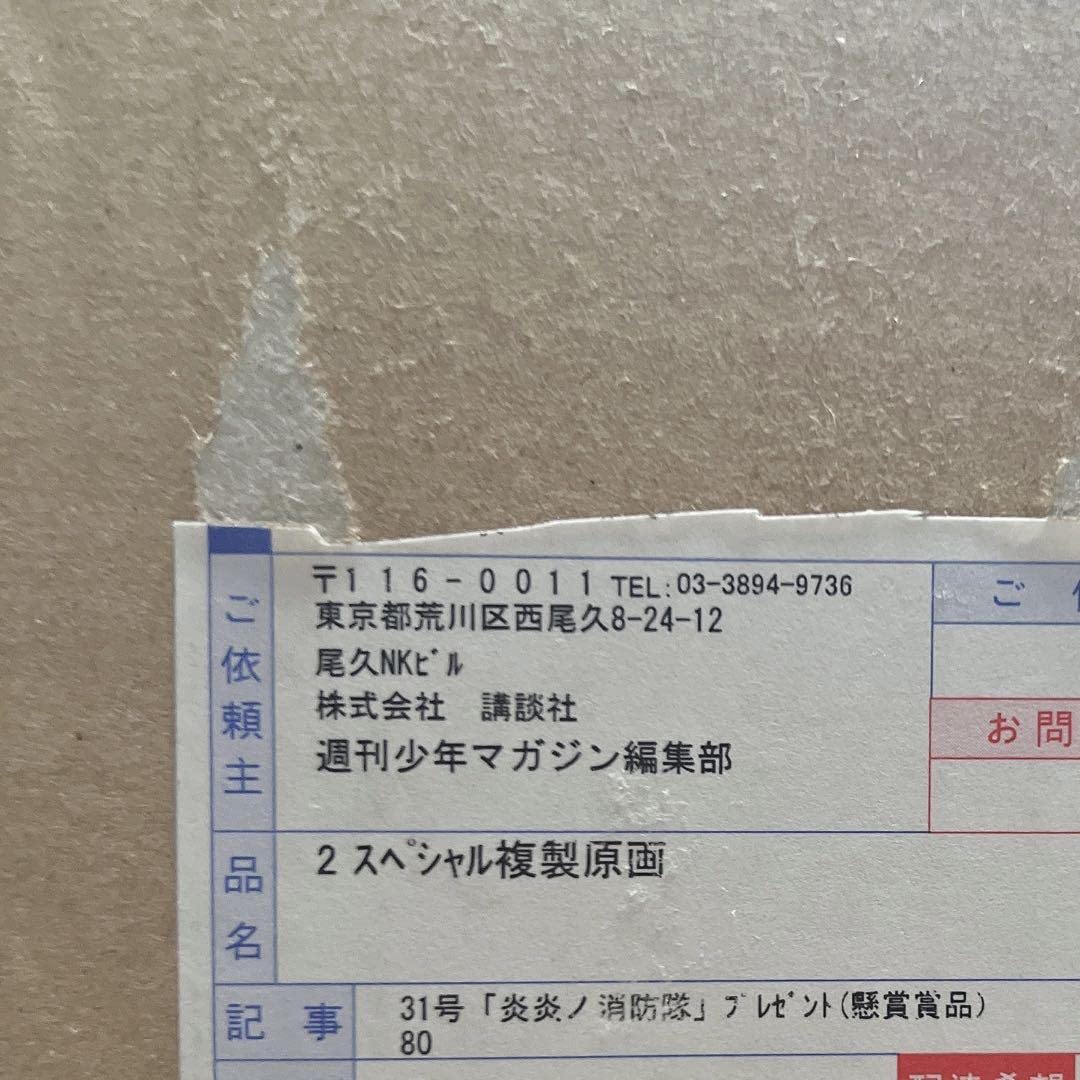 ご依頼主
〒116-0011 TEL:03-3894-9736
東京都荒川区西尾久8-24-12
尾久NKﾋﾞﾙ
株式会社　講談社
週刊少年マガジン編集部
ご
お問
品名
2 ｽﾍﾟｼｬﾙ複製原画
記事
31号「炎炎ノ消防隊」ﾌﾟﾚｾﾞﾝﾄ(懸賞賞品)
80